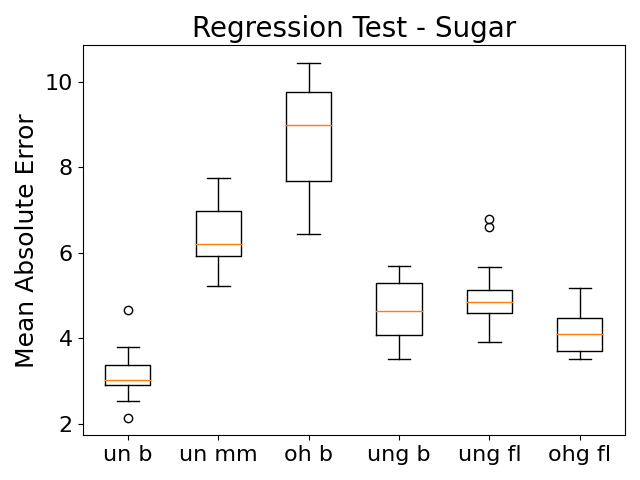 Regression Test - Sugar
Mean Absolute Error
10
8
6
4
2
un b un mm oh b ung b ung fl ohg fl